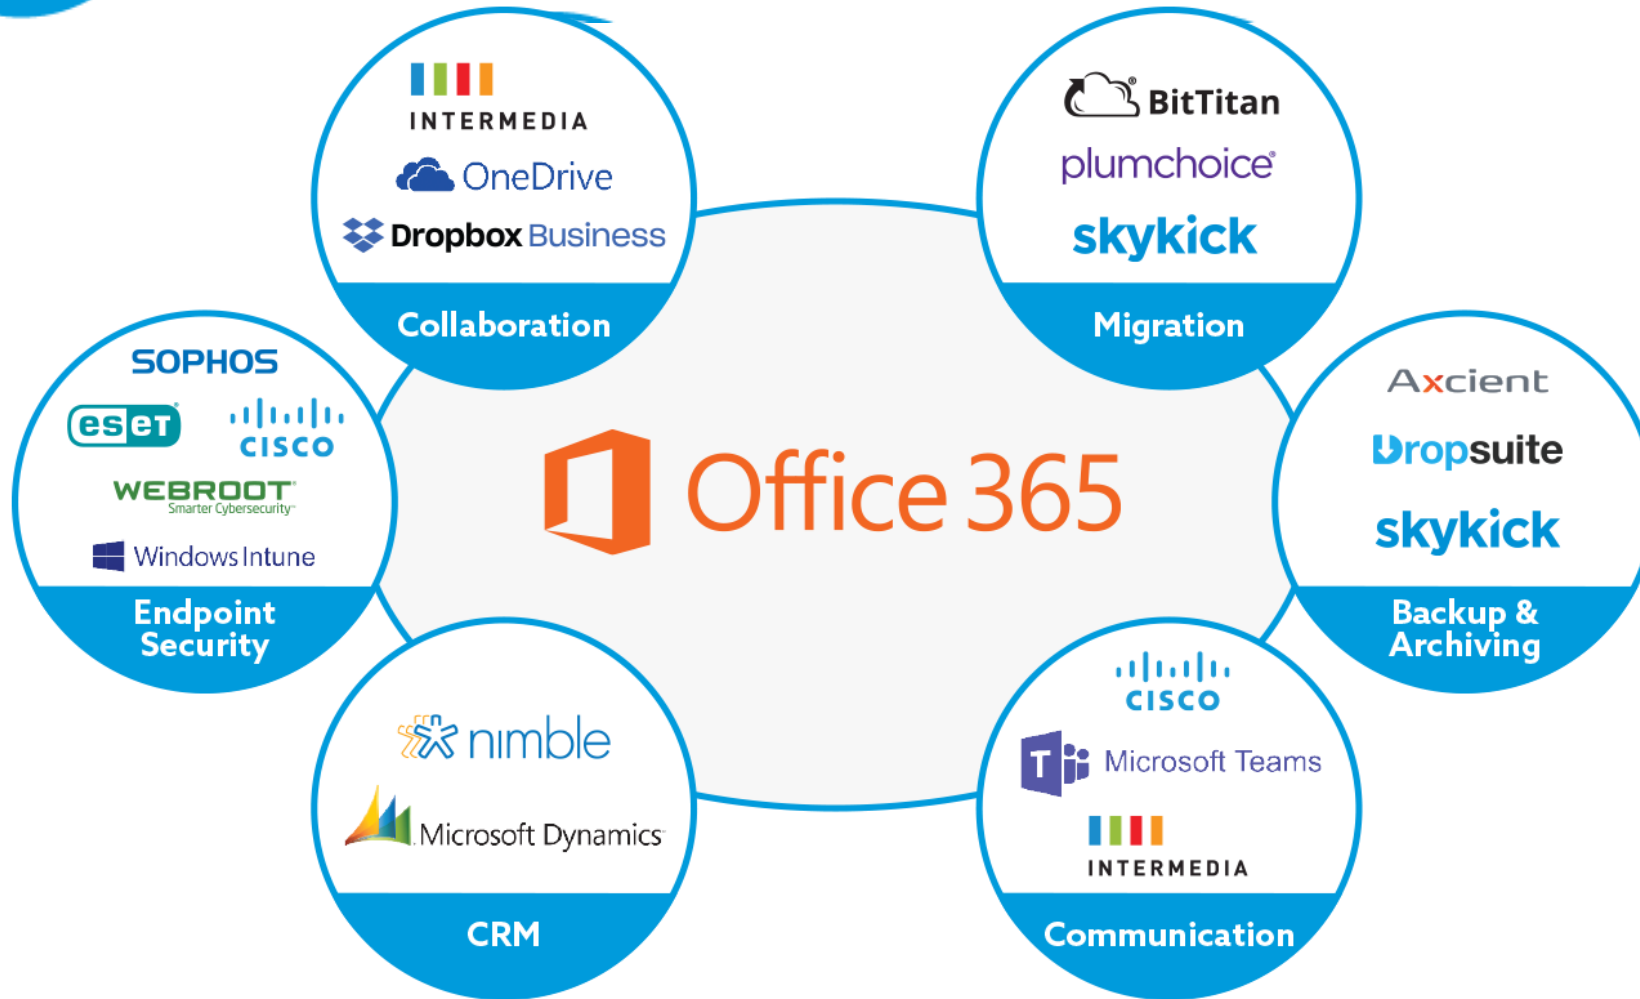 INTERMEDIA
OneDrive
Dropbox Business
Collaboration
BitTitan
plumchoice
skykick
Migration
SOPHOS
eset
CISCO
WEBROOT
Smarter Cybersecurity
Windows Intune
Endpoint
Security
Office 365
Axcient
Dropsuite
skykick
Backup &
Archiving
nimble
Microsoft Dynamics
CRM
CISCO
T
Microsoft Teams
INTERMEDIA
Communication